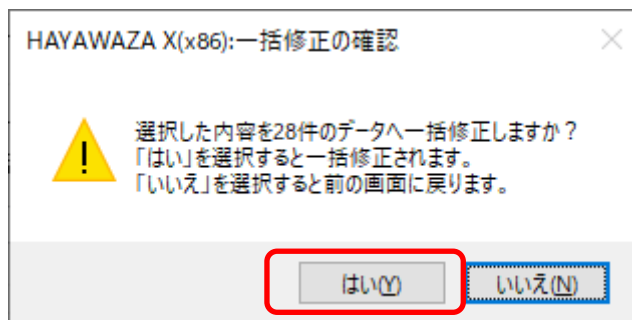 HAYAWAZA X(x86):一括修正の確認
選択した内容を28件のデータへ一括修正しますか?
「はい」を選択すると一括修正されます。
「いいえ」を選択すると前の画面に戻ります。
はい(Y) いいえ(N)